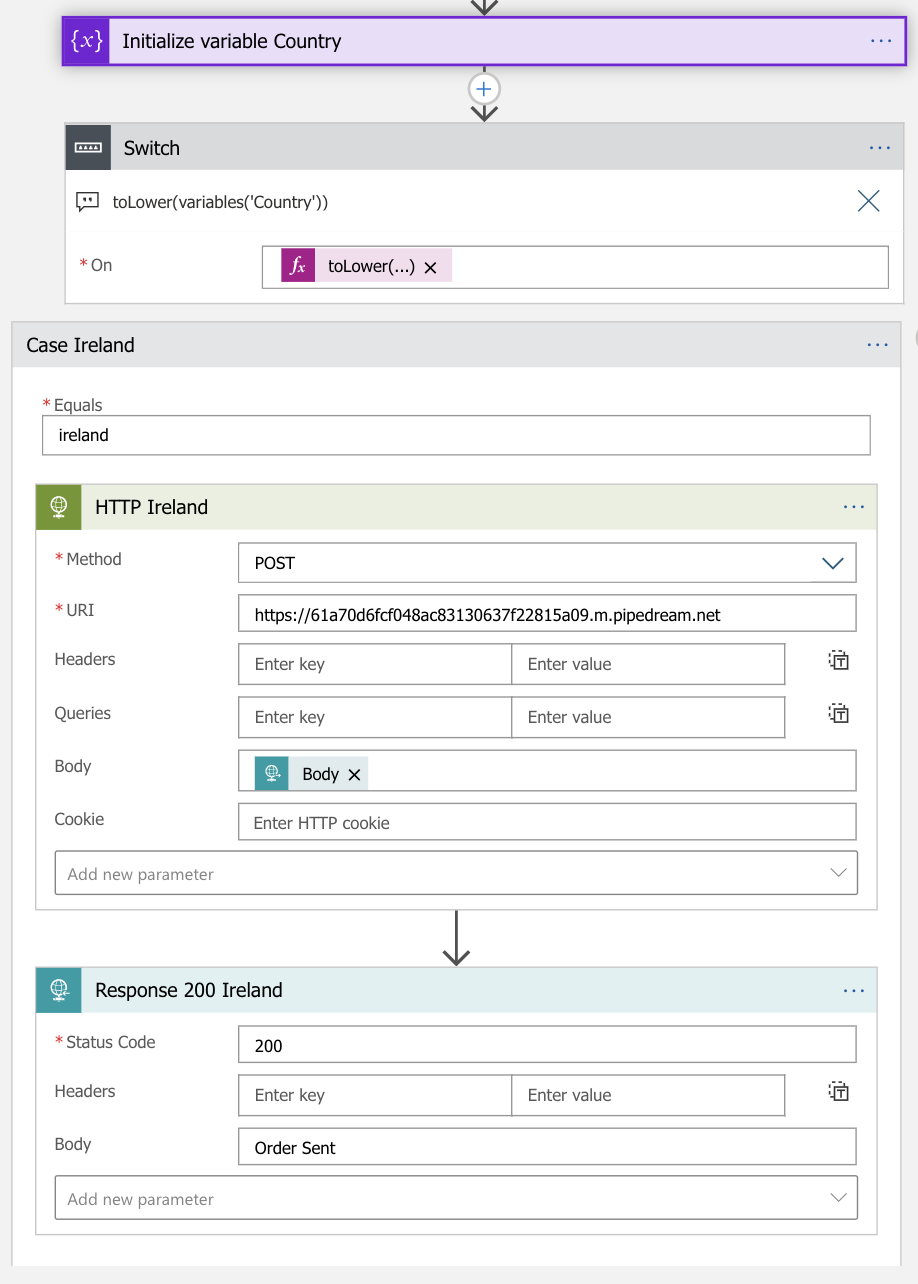 {x} Initialize variable Country ...
Switch ...
toLower(variables('Country'))
* On fx toLower(...)
Case Ireland ...
* Equals
ireland
HTTP Ireland ...
* Method POST
* URI https://61a70d6fcf048ac83130637f22815a09.m.pipedream.net
Headers Enter key Enter value
Queries Enter key Enter value
Body Body
Cookie Enter HTTP cookie
Add new parameter
Response 200 Ireland ...
* Status Code 200
Headers Enter key Enter value
Body Order Sent
Add new parameter